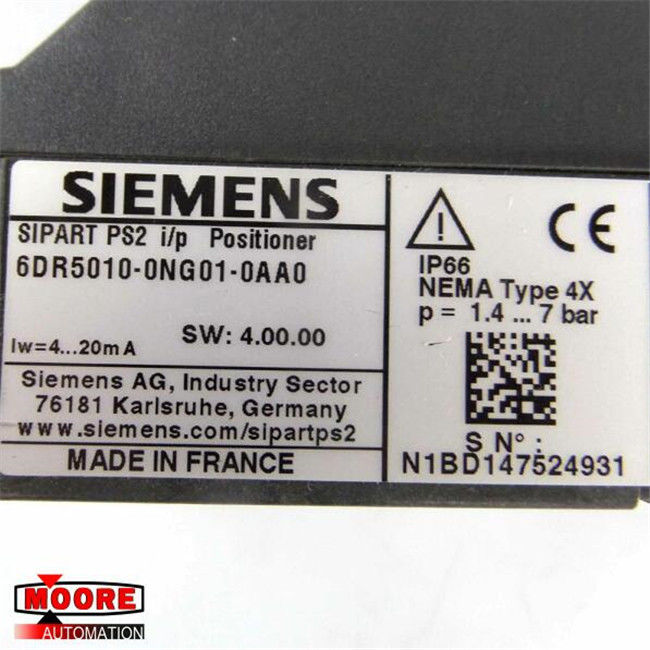 SIEMENS
SIPART PS2 i/p Positioner
6DR5010-0NG01-0AA0
SW: 4.00.00
Iw=4...20mA
Siemens AG, Industry Sector
76181 Karlsruhe, Germany
www.siemens.com/sipartps2
MADE IN FRANCE
CE
IP66
NEMA Type 4X
p = 1.4 ... 7 bar
S N° :
N1BD147524931
MOORE
AUTOMATION